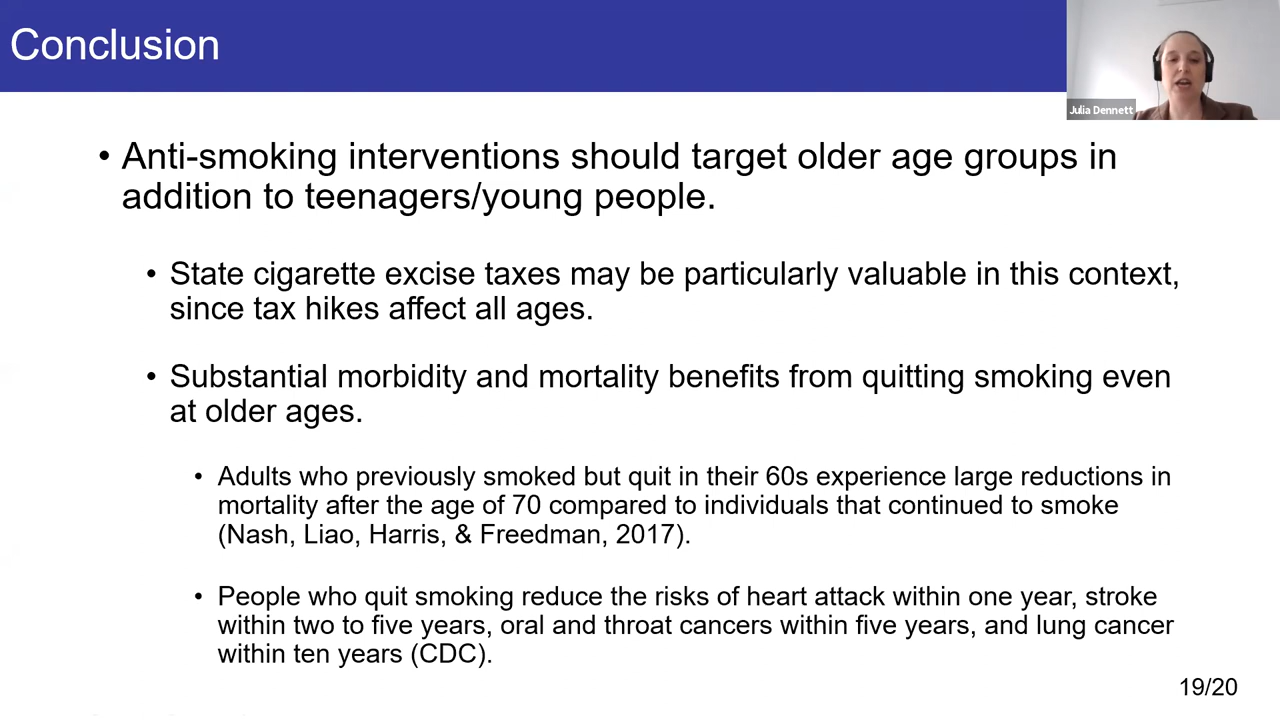 Conclusion
Julia Dennett
• Anti-smoking interventions should target older age groups in
addition to teenagers/young people.
• State cigarette excise taxes may be particularly valuable in this context,
since tax hikes affect all ages.
• Substantial morbidity and mortality benefits from quitting smoking even
at older ages.
• Adults who previously smoked but quit in their 60s experience large reductions in
mortality after the age of 70 compared to individuals that continued to smoke
(Nash, Liao, Harris, & Freedman, 2017).
• People who quit smoking reduce the risks of heart attack within one year, stroke
within two to five years, oral and throat cancers within five years, and lung cancer
within ten years (CDC).
19/20